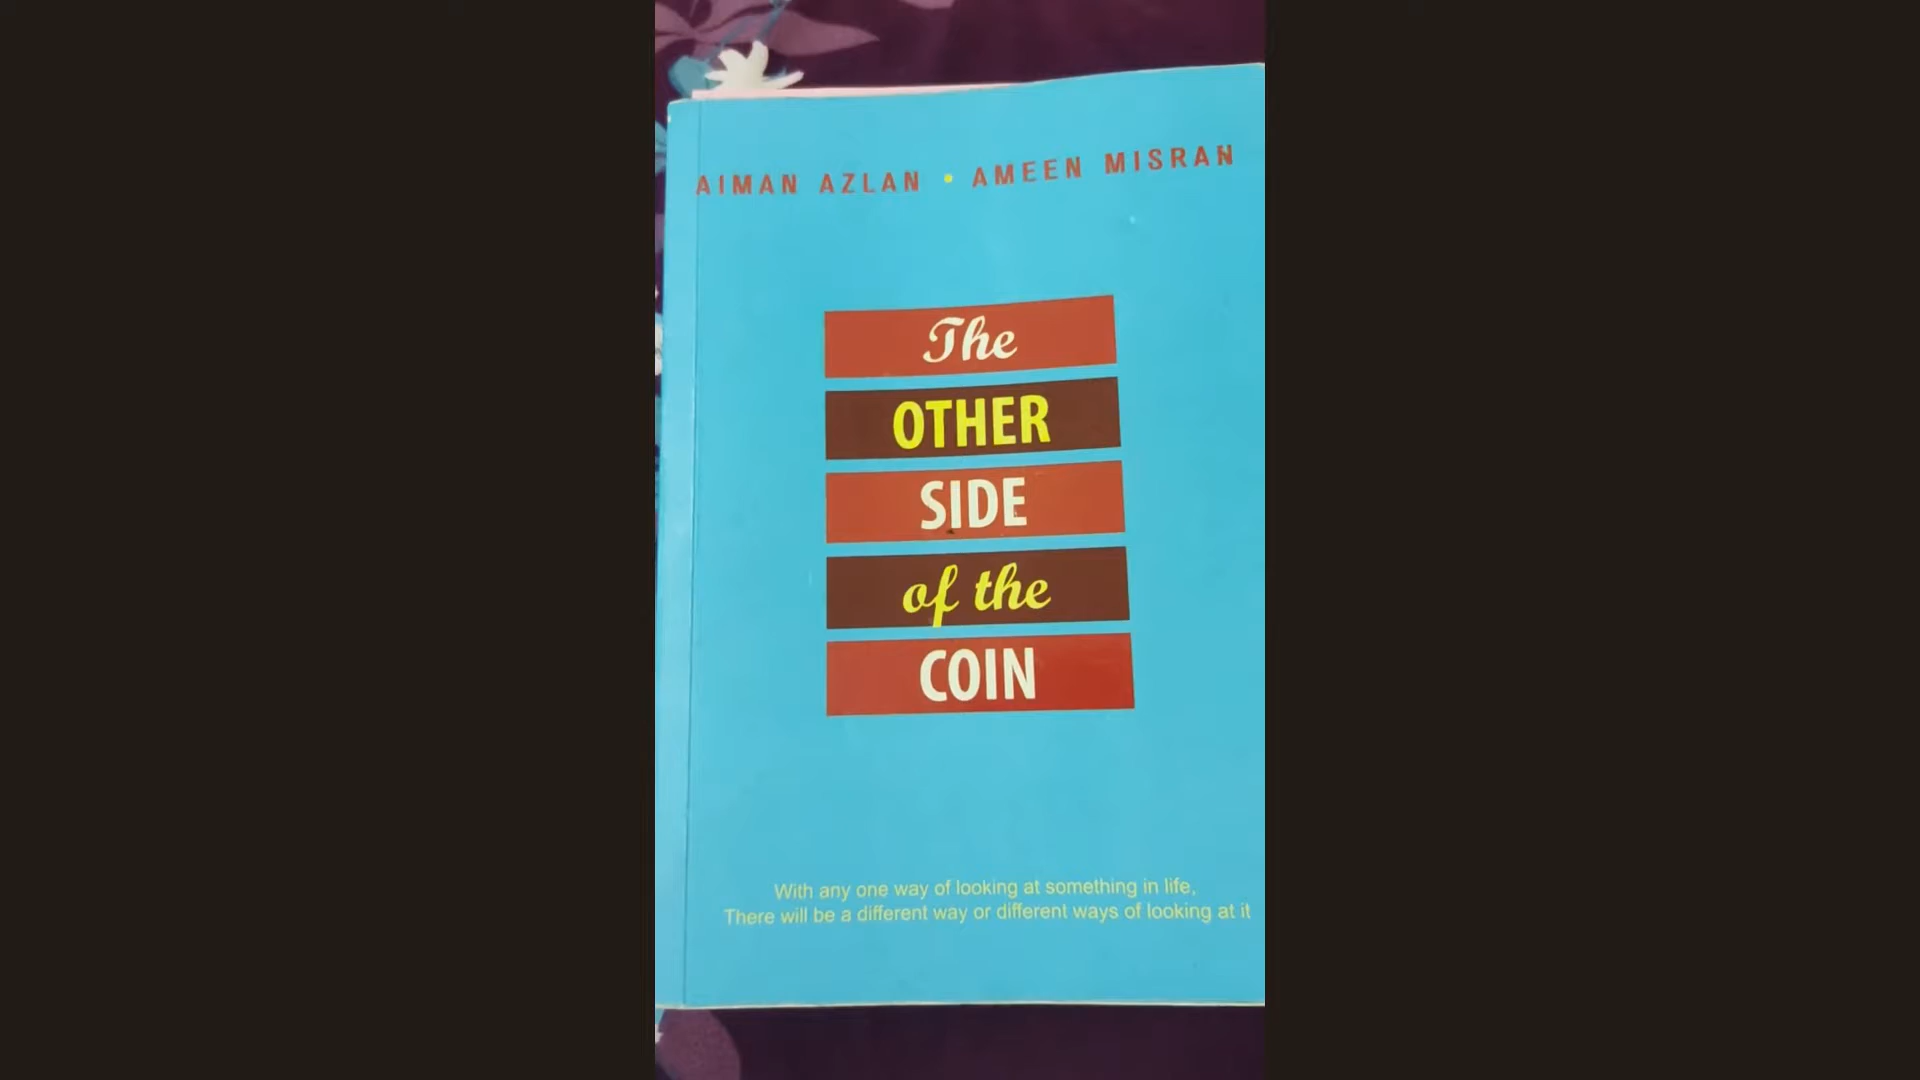 AIMAN AZLAN • AMEEN MISRAN
The
OTHER
SIDE
of the
COIN
With any one way of looking at something in life,
There will be a different way or different ways of looking at it